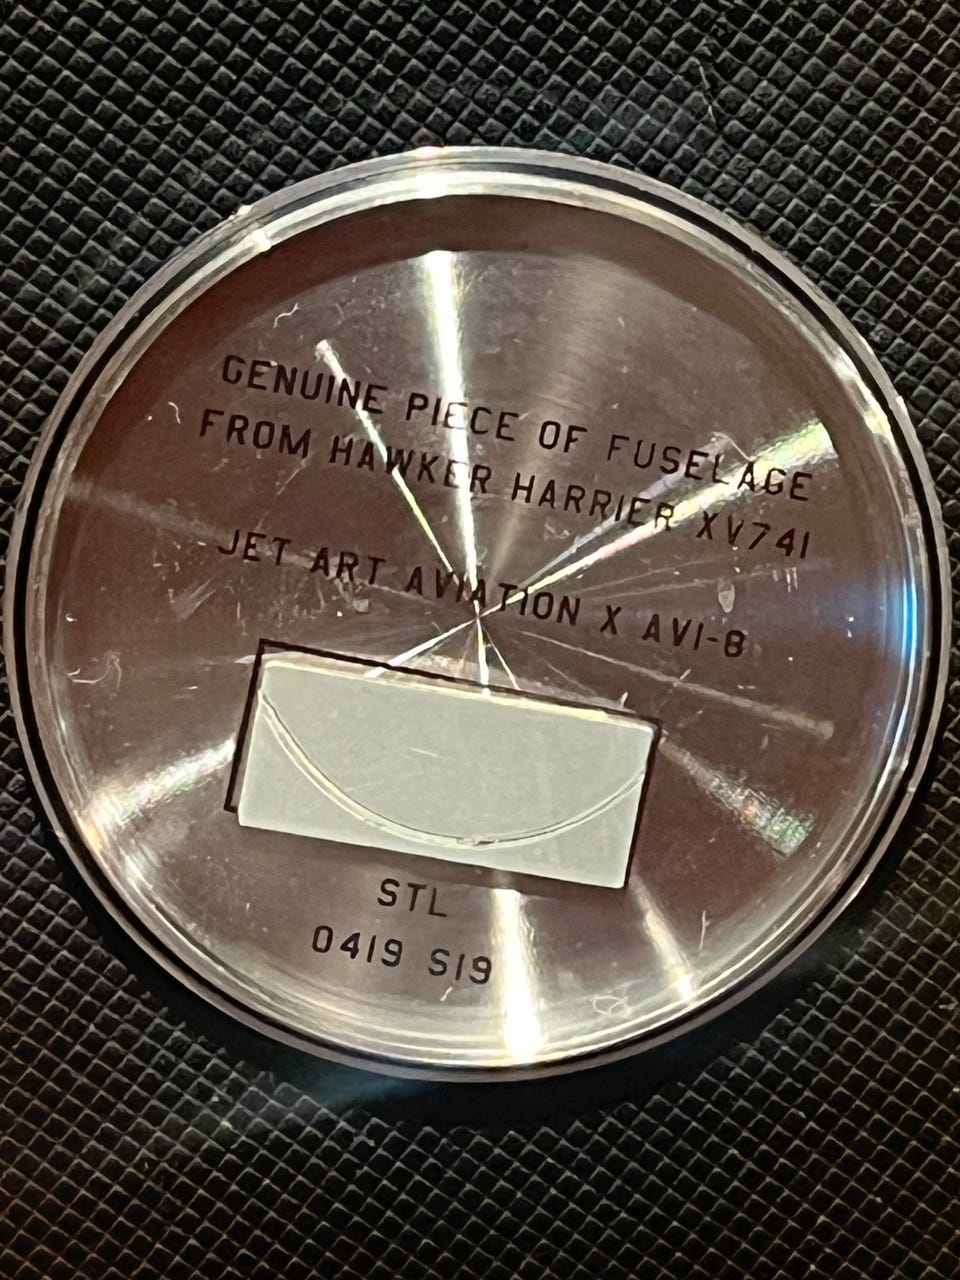 GENUINE PIECE OF FUSELAGE
FROM HAWKER HARRIER XV741
JET ART AVIATION X AVI-8
STL
0419 S19